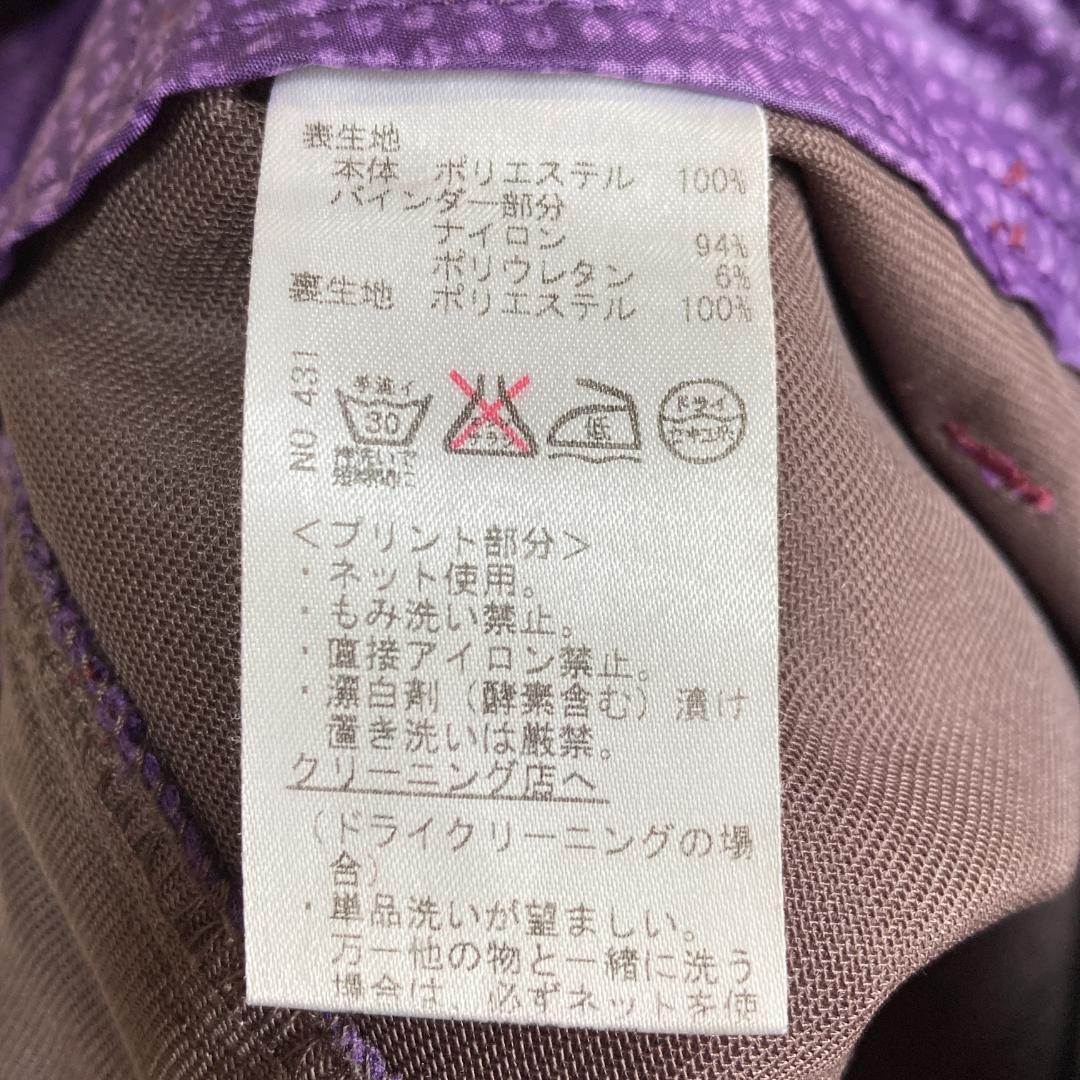 表生地
本体 ポリエステル 100%
バインダー部分
ナイロン 94%
ポリウレタン 6%
裏生地 ポリエステル 100%
NO 431
30
低
ドライ
<プリント部分>
・ネット使用。
・もみ洗い禁止。
・直接アイロン禁止。
・漂白剤（酵素含む）漬け
置き洗いは厳禁。
クリーニング店へ
（ドライクリーニングの場
合）
・単品洗いが望ましい。
万一他の物と一緒に洗う
場合は、必ずネットを使